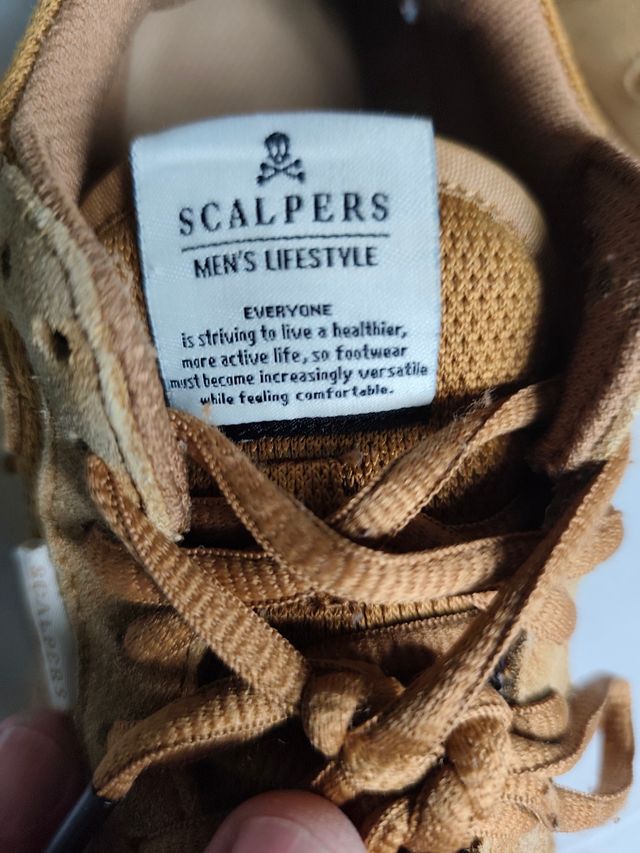 SCALPERS
MEN'S LIFESTYLE
EVERYONE
is striving to live a healthier,
more active life, so footwear
must become increasingly versatile
while feeling comfortable.
SCALPERS